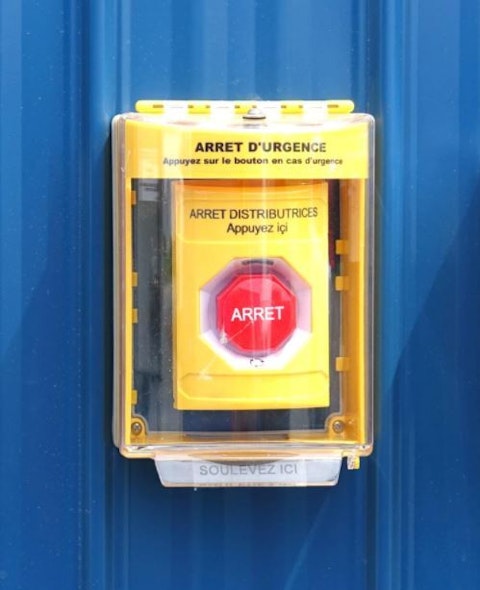 ARRET D'URGENCE
Appuyez sur le bouton en cas d'urgence
ARRET DISTRIBUTRICES
Appuyez içi
ARRET
SOULEVEZ ICI